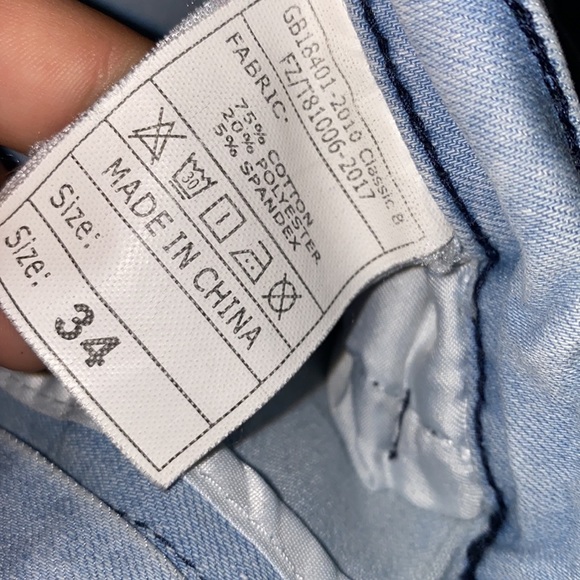 GB18401-2010 Classic B
FZ/T81006-2017
FABRIC:
75% COTTON
20% POLYESTER
5% SPANDEX
30
MADE IN CHINA
Size:
Size: 34